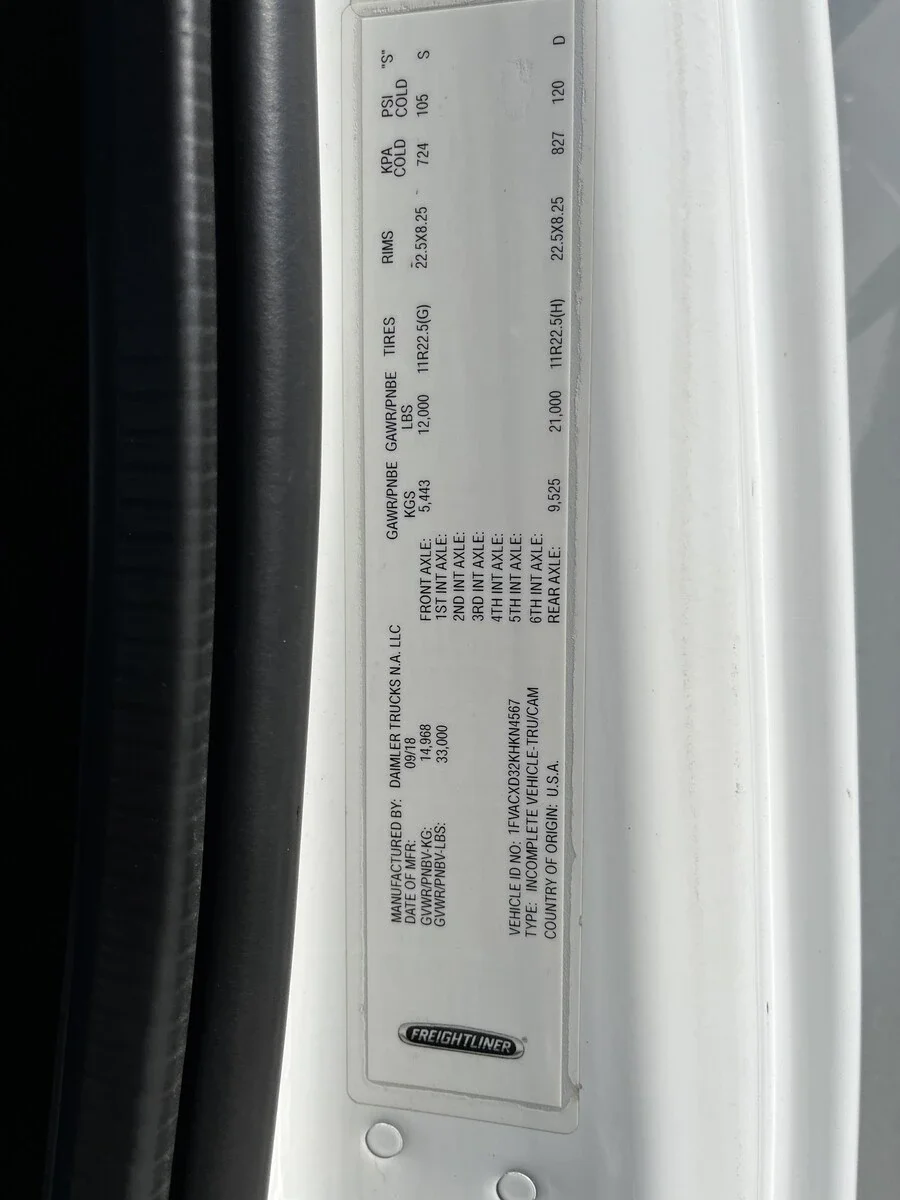 FREIGHTLINER
MANUFACTURED BY: DAIMLER TRUCKS N.A. LLC
DATE OF MFR: 09/18
GVWR/PNBV-KG: 14,968
GVWR/PNBV-LBS: 33,000
VEHICLE ID NO: 1FVACXD32KHKN4567
TYPE: INCOMPLETE VEHICLE-TRU/CAM
COUNTRY OF ORIGIN: U.S.A.
GAWR/PNBE GAWR/PNBE TIRES RIMS KPA PSI "S"
KGS LBS COLD COLD
FRONT AXLE: 5,443 12,000 11R22.5(G) 22.5X8.25 724 105 S
1ST INT AXLE:
2ND INT AXLE:
3RD INT AXLE:
4TH INT AXLE:
5TH INT AXLE:
6TH INT AXLE:
REAR AXLE: 9,525 21,000 11R22.5(H) 22.5X8.25 827 120 D